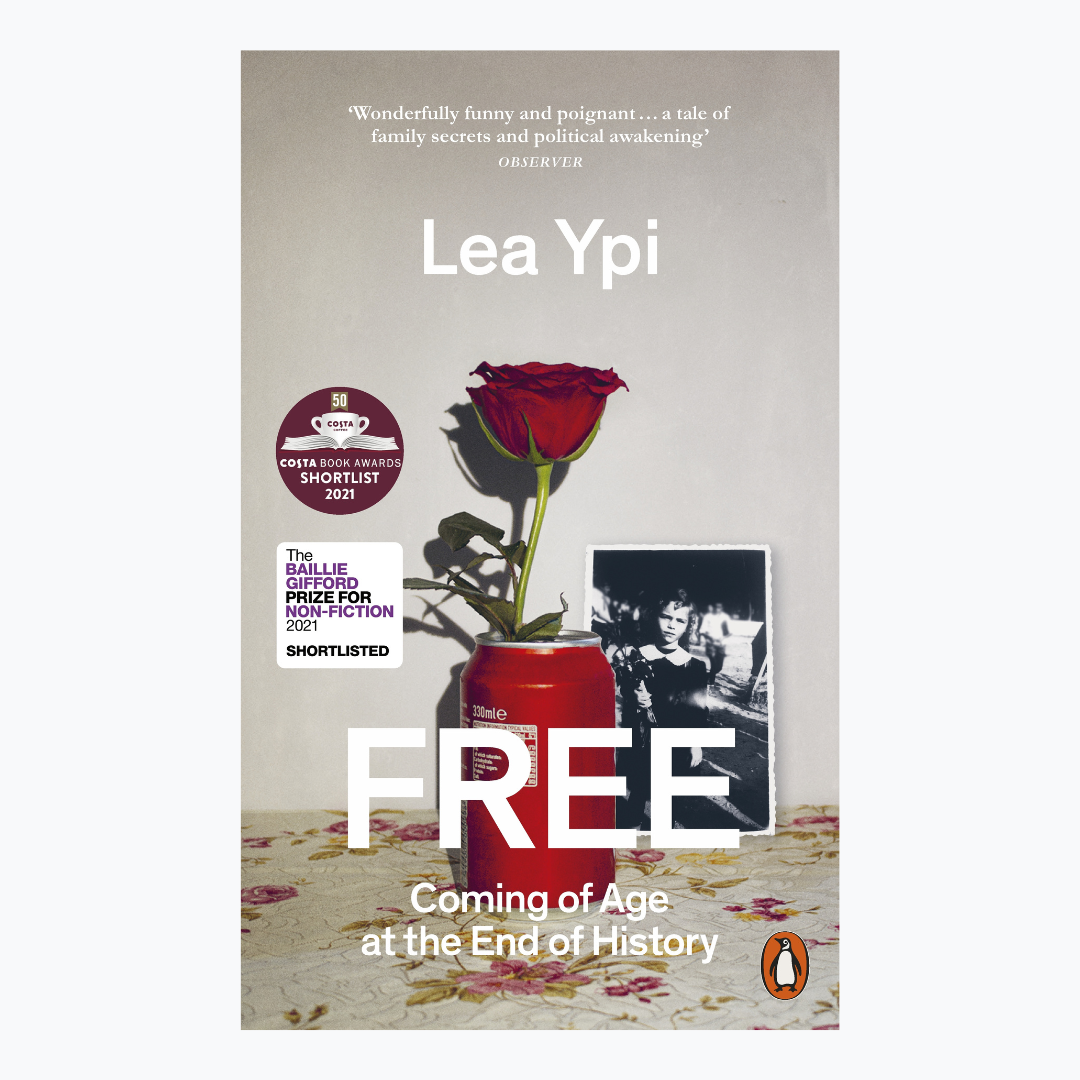 ‘Wonderfully funny and poignant… a tale of
family secrets and political awakening’
OBSERVER
Lea Ypi
50
COSTA
COFFEE
COSTA BOOK AWARDS
SHORTLIST
2021
The
BAILLIE
GIFFORD
PRIZE FOR
NON-FICTION
2021
SHORTLISTED
330mle
FREE
Coming of Age
at the End of History